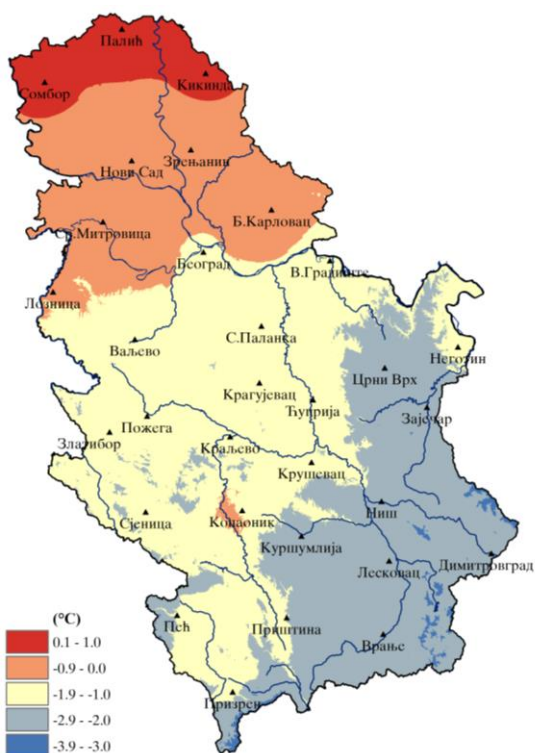 Палић
Кикинда
Сомбор
Зрењанин
Нови Сад
Б.Карловац
Ср.Митровица
Београд
В.Градиште
Лозница
С.Паланка
Ваљево
Неготин
Црни Врх
Крагујевац
Ћуприја
Зајечар
Пожега
Златибор
Краљево
Крушевац
Ниш
Сјеница
Копаоник
Куршумлија
Димитровград
Лесковац
Пећ
Приштина
Врање
Призрен
(°C)
0.1 - 1.0
-0.9 - 0.0
-1.9 - -1.0
-2.9 - -2.0
-3.9 - -3.0